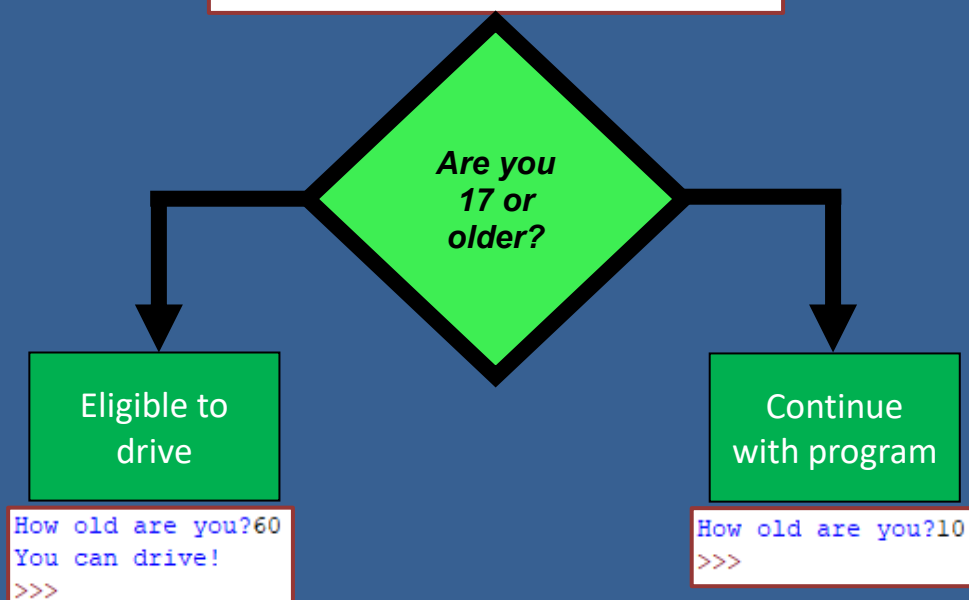 Are you
17 or
older?
Eligible to
drive
Continue
with program
How old are you?60
You can drive!
>>>
How old are you?10
>>>